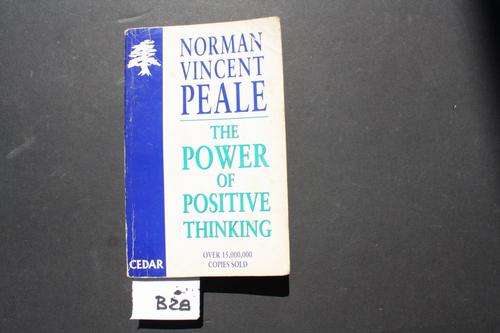 NORMAN
VINCENT
PEALE
THE
POWER
OF
POSITIVE
THINKING
OVER 15,000,000
COPIES SOLD
CEDAR
B28